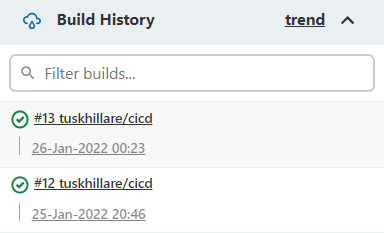 Build History trend
Filter builds...
#13 tuskhillare/cicd
26-Jan-2022 00:23
#12 tuskhillare/cicd
25-Jan-2022 20:46